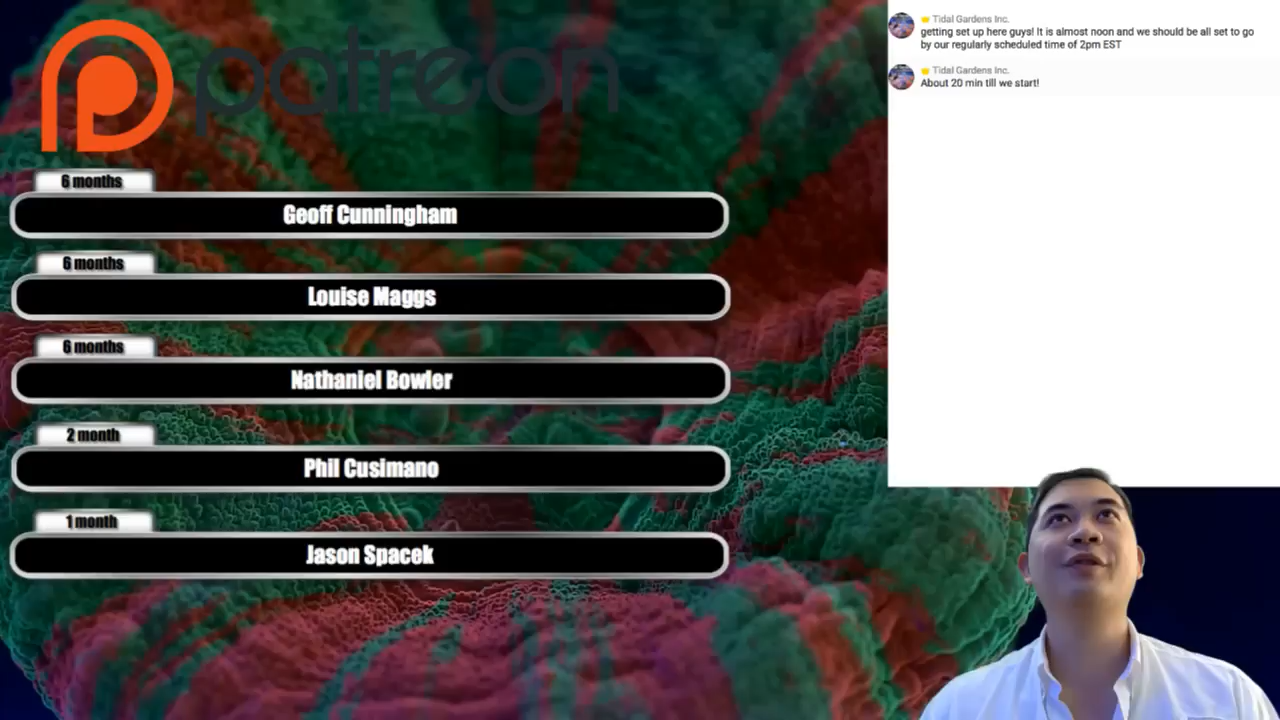 patreon
6 months
Geoff Cunningham
6 months
Louise Maggs
6 months
Nathaniel Bowler
2 month
Phil Cusimano
1 month
Jason Spacek
Tidal Gardens Inc.
getting set up here guys! It is almost noon and we should be all set to go
by our regularly scheduled time of 2pm EST
Tidal Gardens Inc.
About 20 min till we start!